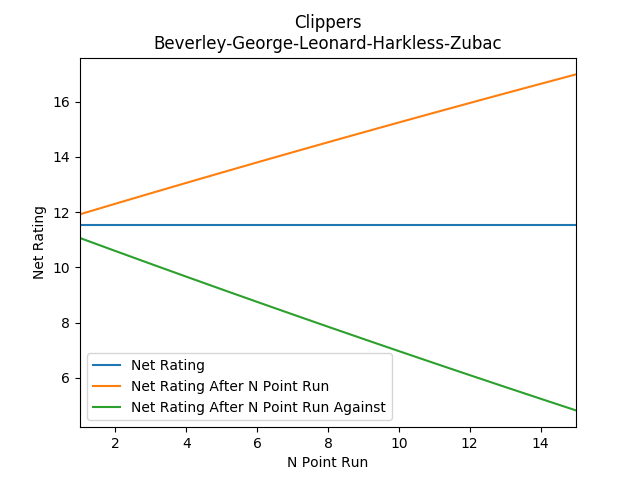 Clippers
Beverley-George-Leonard-Harkless-Zubac
Net Rating
16
14
12
10
8
6
Net Rating
Net Rating After N Point Run
Net Rating After N Point Run Against
2 4 6 8 10 12 14
N Point Run